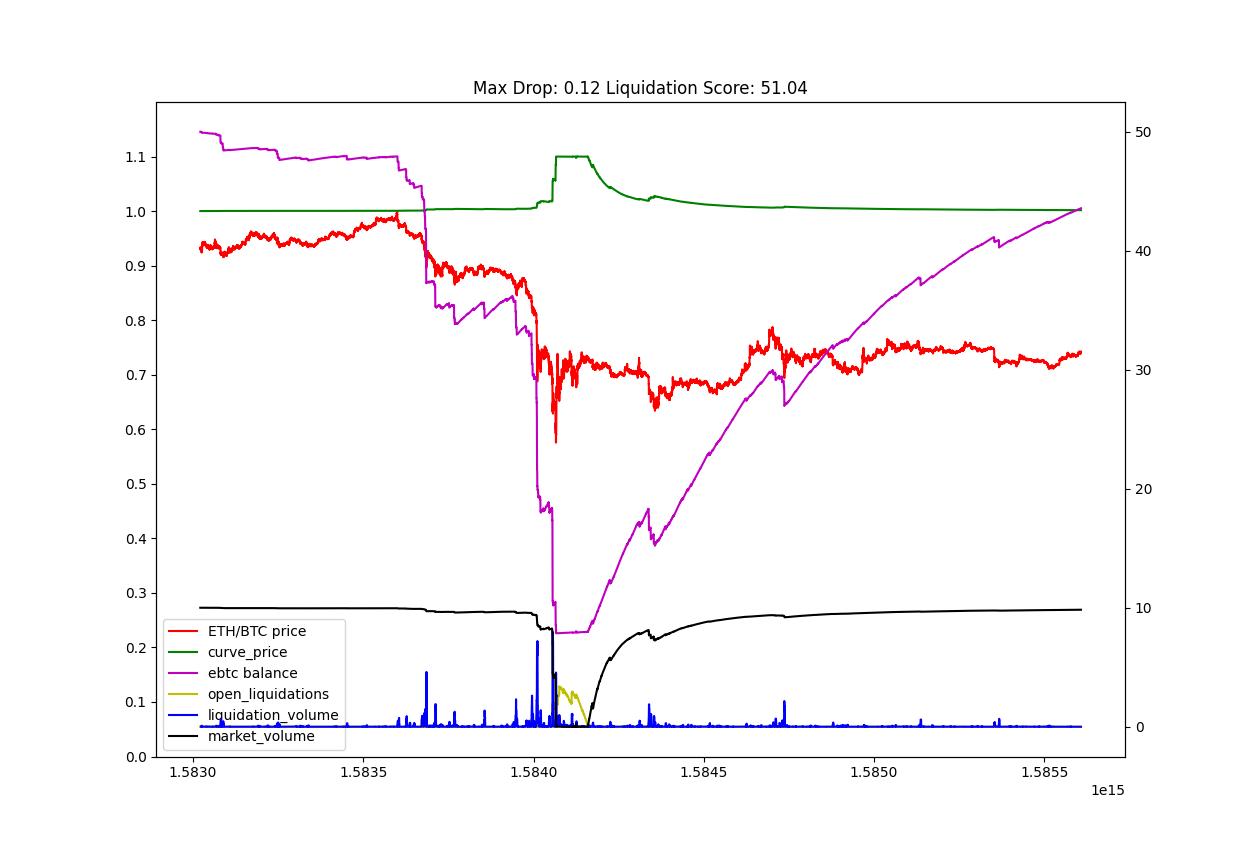 Max Drop: 0.12 Liquidation Score: 51.04
1.1
1.0
0.9
0.8
0.7
0.6
0.5
0.4
0.3
0.2
0.1
0.0
50
40
30
20
10
0
ETH/BTC price
curve_price
ebtc balance
open_liquidations
liquidation_volume
market_volume
1.5830 1.5835 1.5840 1.5845 1.5850 1.5855
1e15